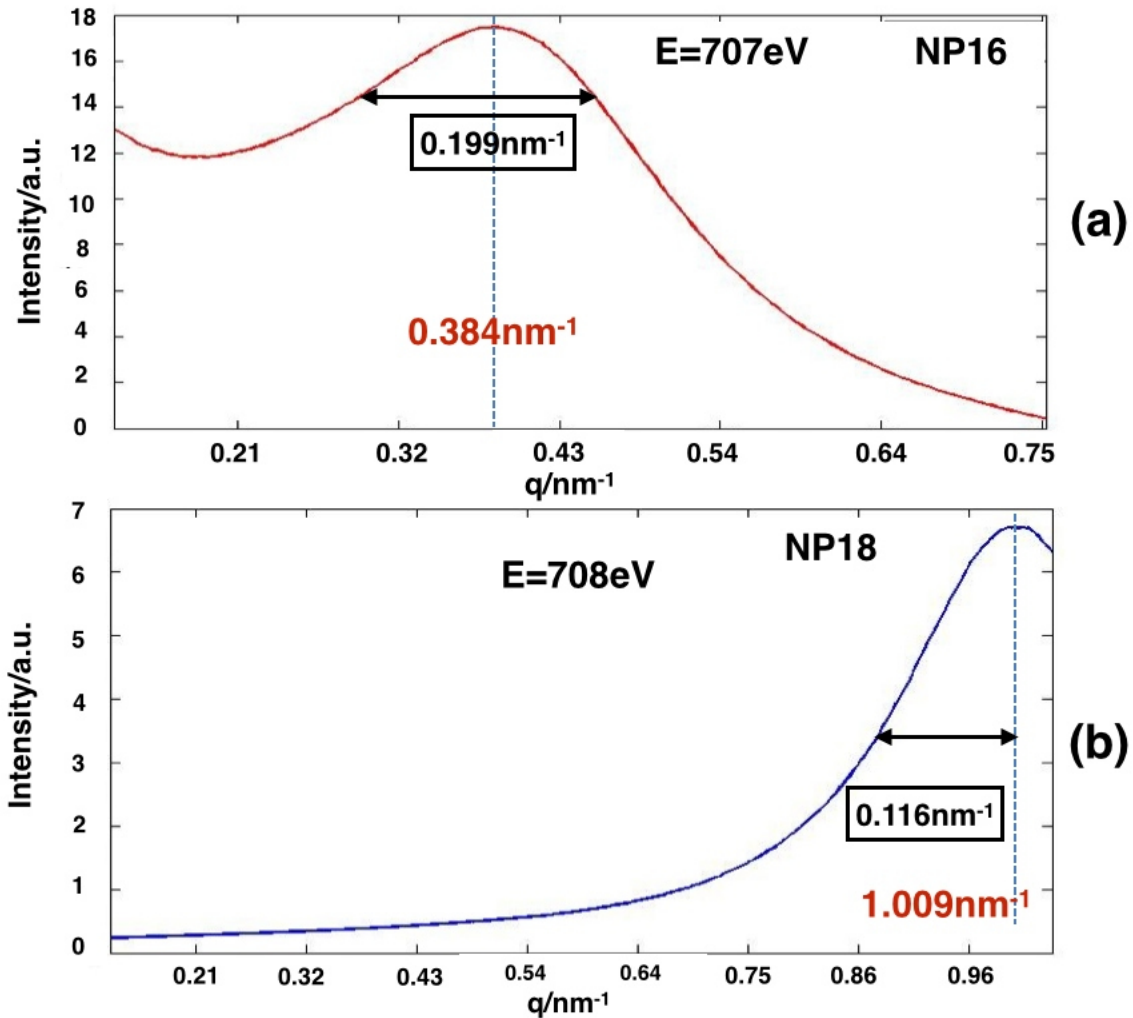 18
16
14
12
10
8
6
4
2
0
Intensity/a.u.
E=707eV
NP16
0.199nm⁻¹
0.384nm⁻¹
(a)
0.21 0.32 0.43 0.54 0.64 0.75
q/nm⁻¹
7
6
5
4
3
2
1
0
Intensity/a.u.
NP18
E=708eV
0.116nm⁻¹
1.009nm⁻¹
(b)
0.21 0.32 0.43 0.54 0.64 0.75 0.86 0.96
q/nm⁻¹